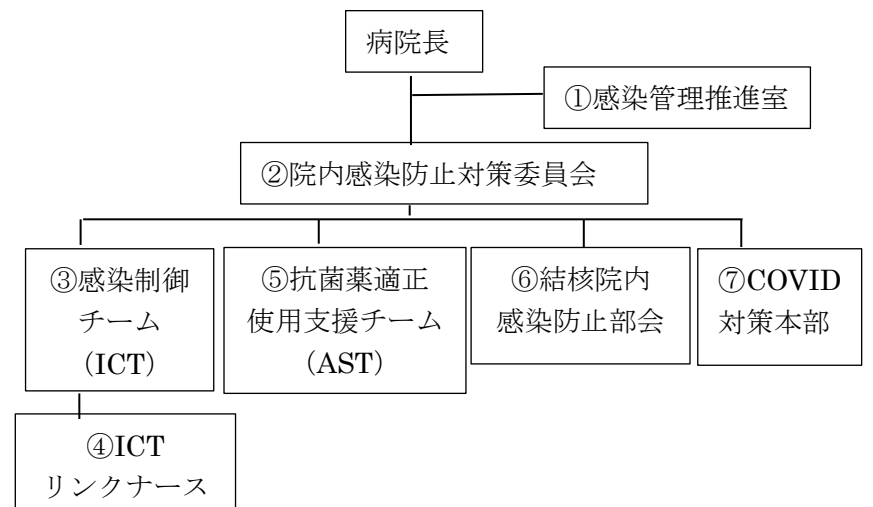 病院長
①感染管理推進室
②院内感染防止対策委員会
③感染制御
チーム
(ICT)
④ICT
リンクナース
⑤抗菌薬適正
使用支援チーム
(AST)
⑥結核院内
感染防止部会
⑦COVID
対策本部